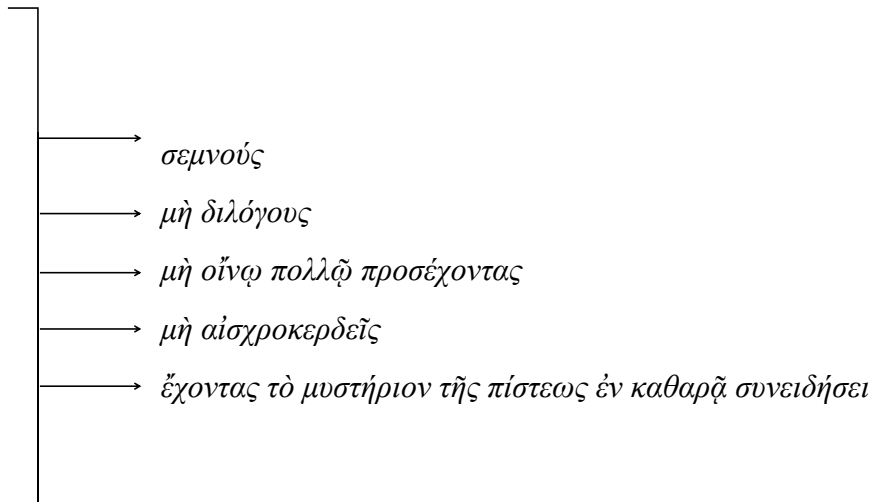 σεμνούς
μὴ διλόγους
μὴ οἴνῳ πολλῷ προσέχοντας
μὴ αἰσχροκερδεῖς
ἔχοντας τὸ μυστήριον τῆς πίστεως ἐν καθαρᾷ συνειδήσει